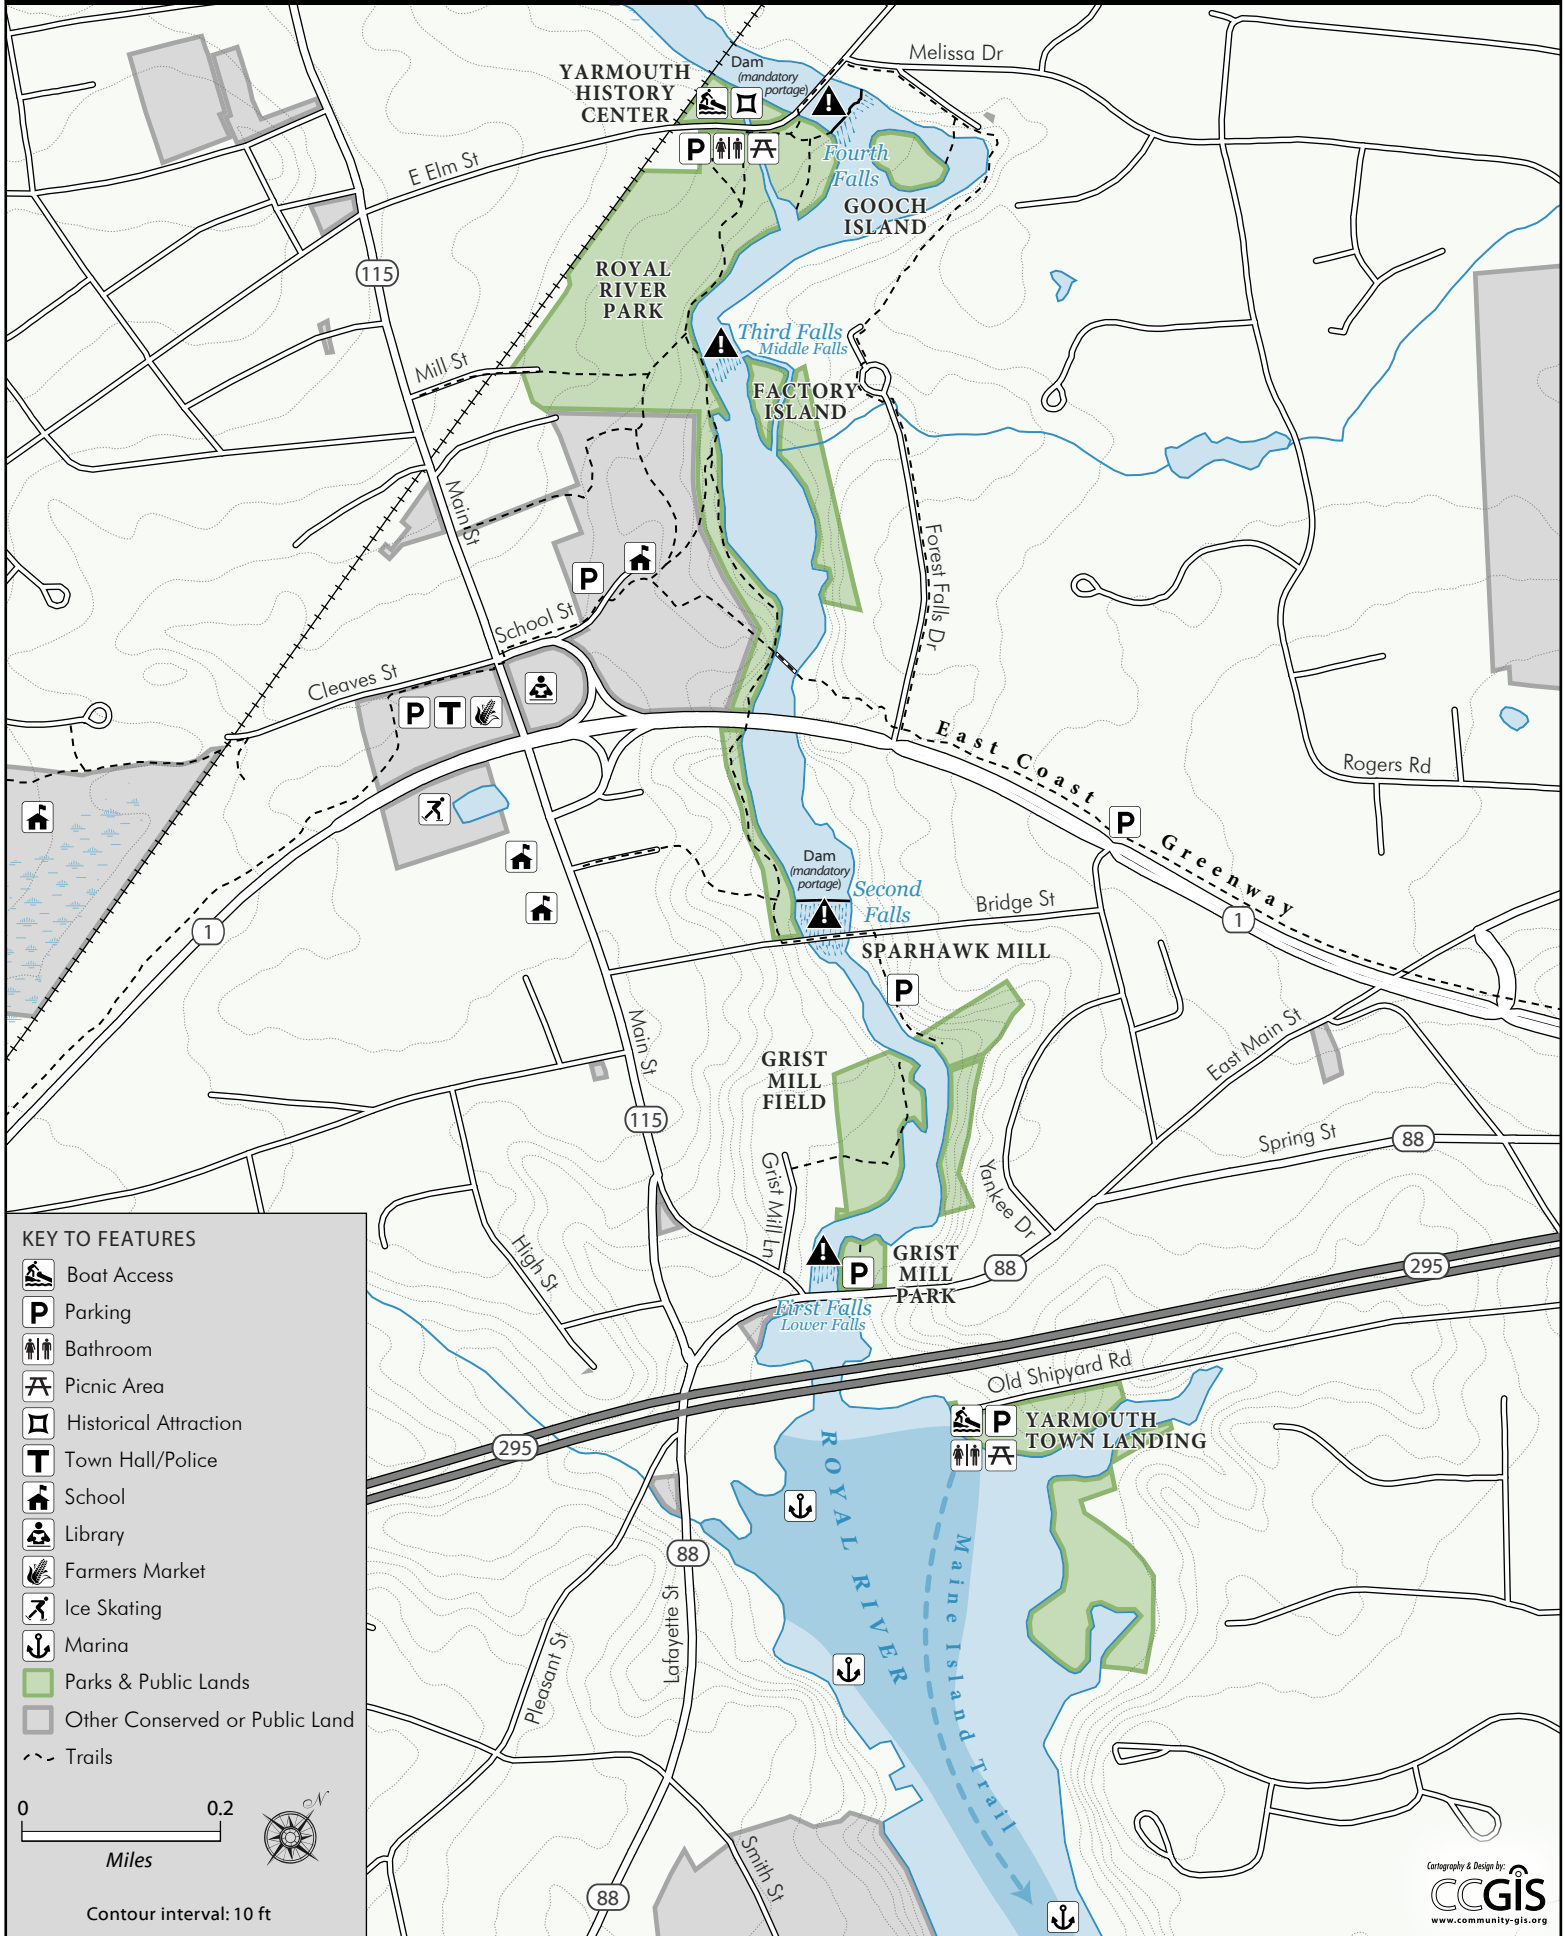 Melissa Dr
Dam
(mandatory
portage)
YARMOUTH
HISTORY
CENTER
P
E Elm St
Fourth
Falls
GOOCH
ISLAND
115
ROYAL
RIVER
PARK
Third Falls
Middle Falls
Mill St
FACTORY
ISLAND
Main St
Forest Falls Dr
P
School St
Cleaves St
P
T
East Coast Greenway
Rogers Rd
P
Dam
(mandatory
portage)
Second
Falls
Bridge St
1
1
SPARHAWK MILL
P
Main St
East Main St
GRIST
MILL
FIELD
115
Spring St
88
Grist Mill Ln
Yankee Dr
High St
GRIST
MILL
PARK
P
88
295
First Falls
Lower Falls
Old Shipyard Rd
P
YARMOUTH
TOWN LANDING
295
ROYAL RIVER
Maine Island Trail
88
Lafayette St
Pleasant St
Smith St
88
KEY TO FEATURES
Boat Access
P
Parking
Bathroom
Picnic Area
Historical Attraction
T
Town Hall/Police
School
Library
Farmers Market
Ice Skating
Marina
Parks & Public Lands
Other Conserved or Public Land
Trails
N
0 0.2
Miles
Contour interval: 10 ft
Cartography & Design by:
CCGIS
www.community-gis.org